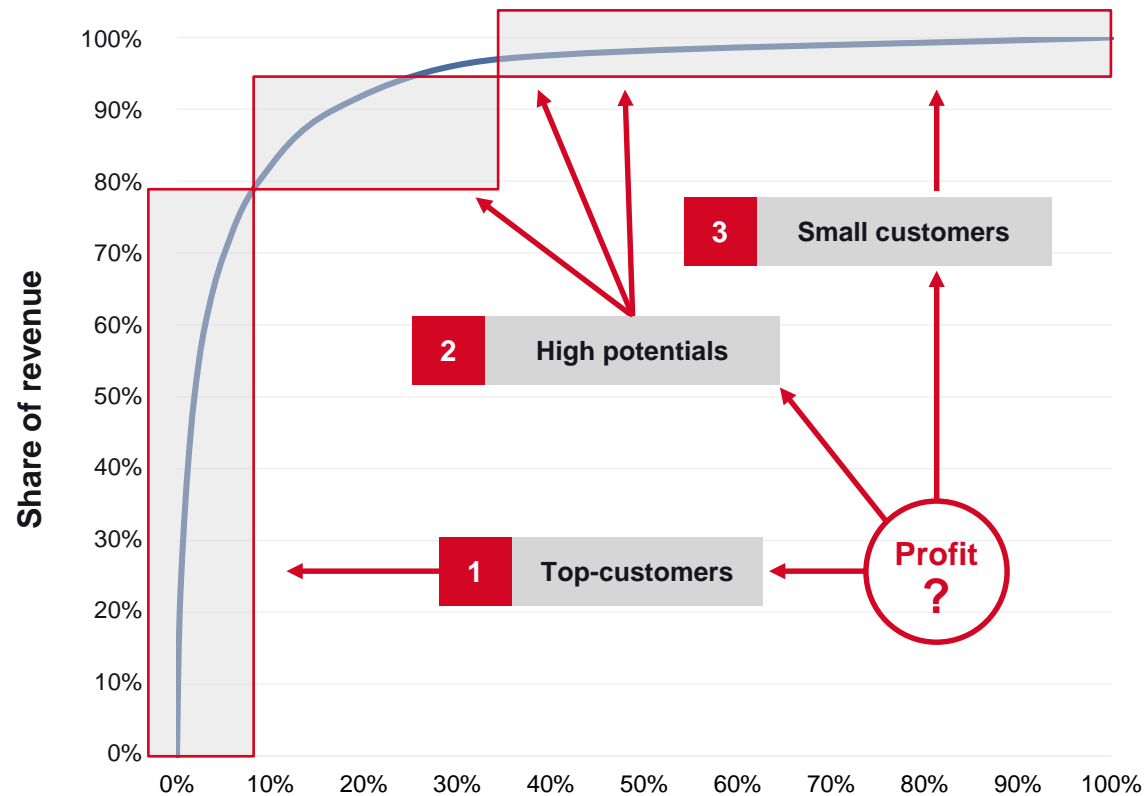 Share of revenue
100%
90%
80%
70%
60%
50%
40%
30%
20%
10%
0%
3 Small customers
2 High potentials
1 Top-customers
Profit
?
0% 10% 20% 30% 40% 50% 60% 70% 80% 90% 100%